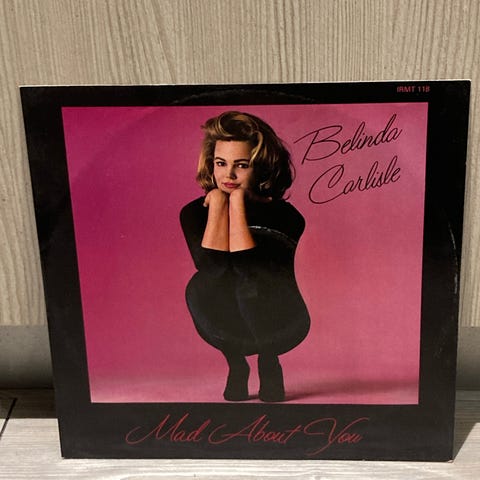 IRMT 118
Belinda
Carlisle
Mad About You